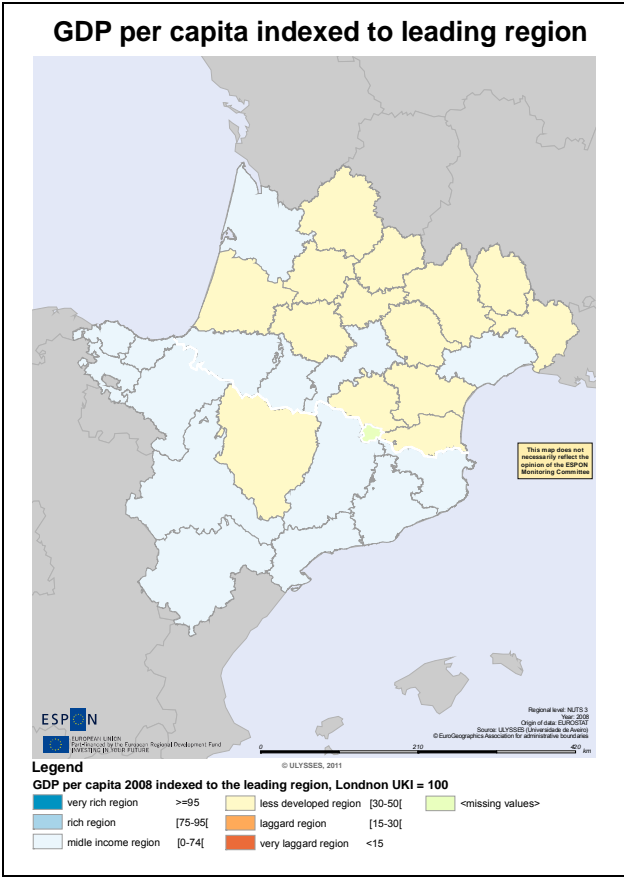 GDP per capita indexed to leading region
This map does not
necessarily reflect the
opinion of the ESPON
Monitoring Committee
Regional level: NUTS 3
Year: 2008
Origin of data: EUROSTAT
Source: ULYSSES (Universidade de Aveiro)
© EuroGeographics Association for administrative boundaries
ESPON
EUROPEAN UNION
Part-financed by the European Regional Development Fund
INVESTING IN YOUR FUTURE
0 210 420
km
Legend
© ULYSSES, 2011
GDP per capita 2008 indexed to the leading region, Londnon UKI = 100
very rich region >=95 less developed region [30-50[ <missing values>
rich region [75-95[ laggard region [15-30[
midle income region [0-74[ very laggard region <15